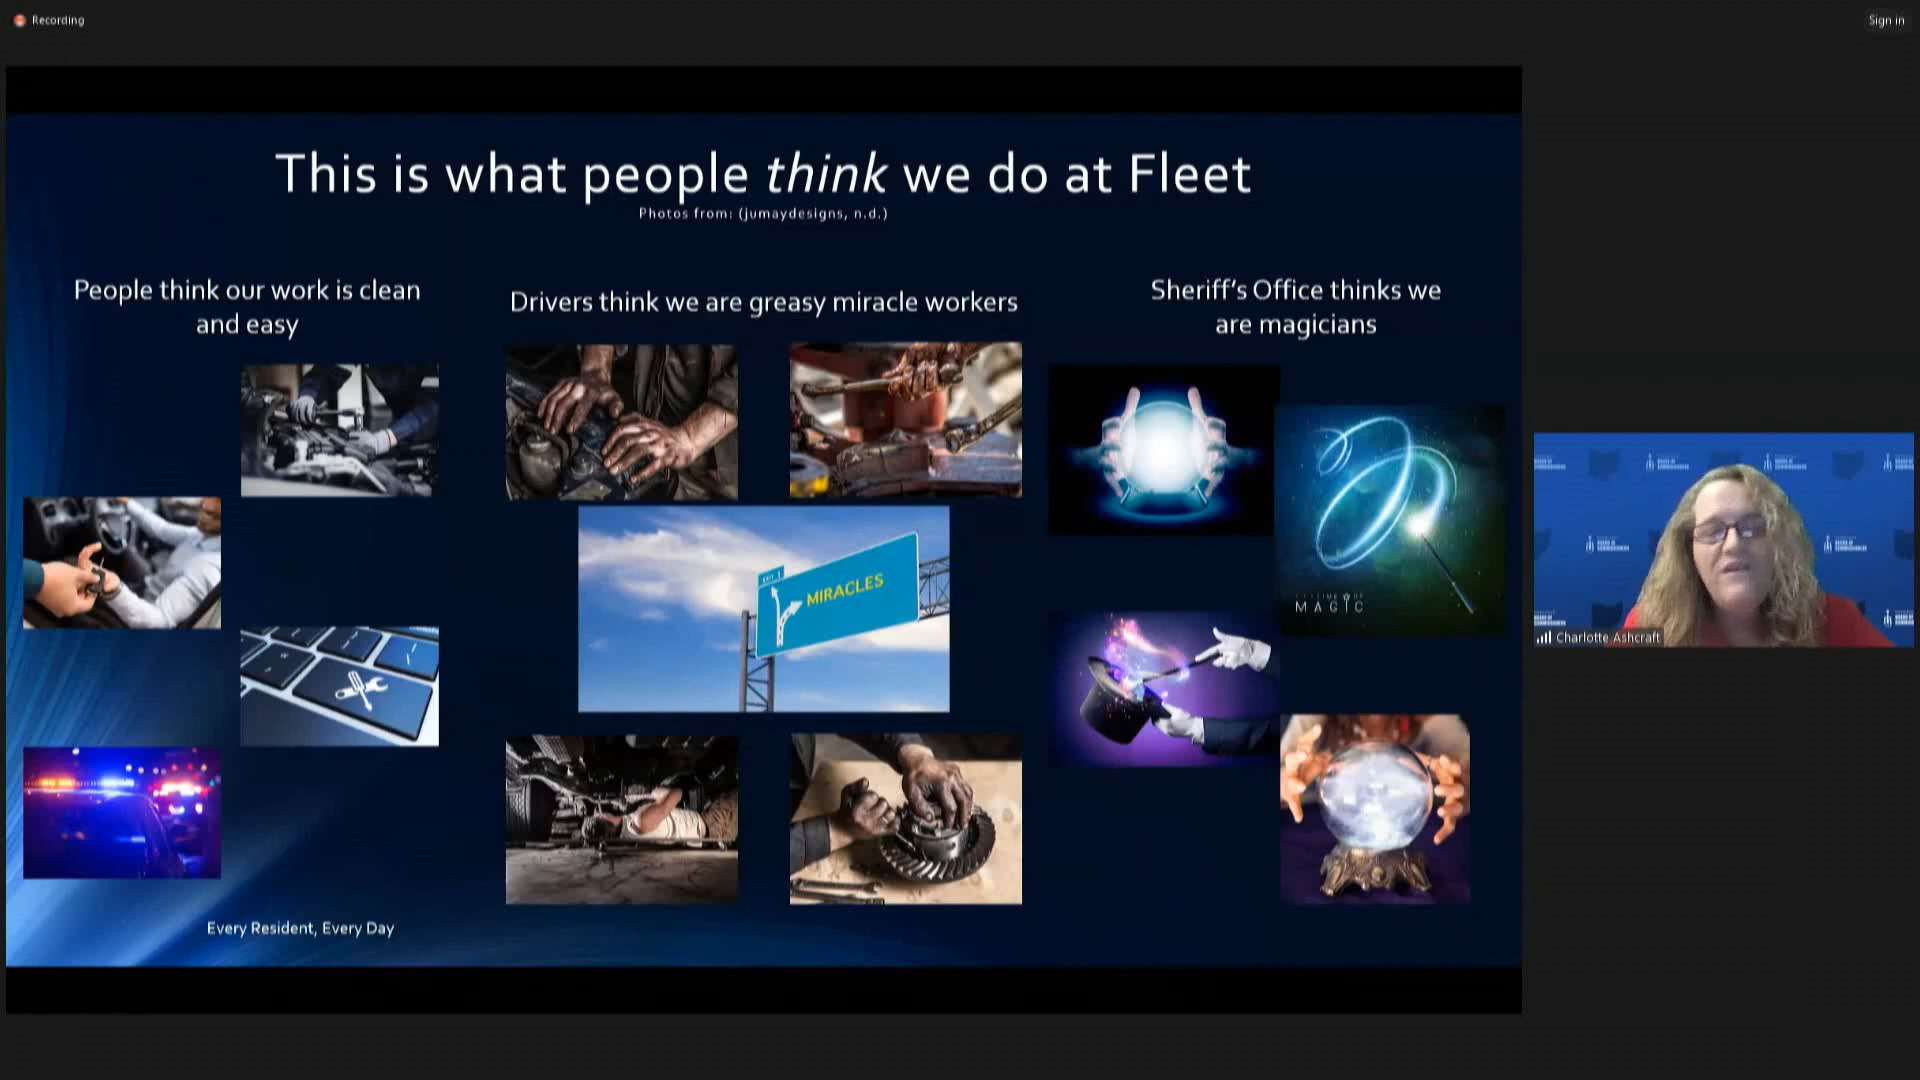 Recording
Sign in
This is what people think we do at Fleet
Photos from: (jumaydesigns, n.d.)
People think our work is clean
and easy
Drivers think we are greasy miracle workers
Sheriff's Office thinks we
are magicians
EXIT 1
MIRACLES
MAGIC
Charlotte Ashcraft
Every Resident, Every Day